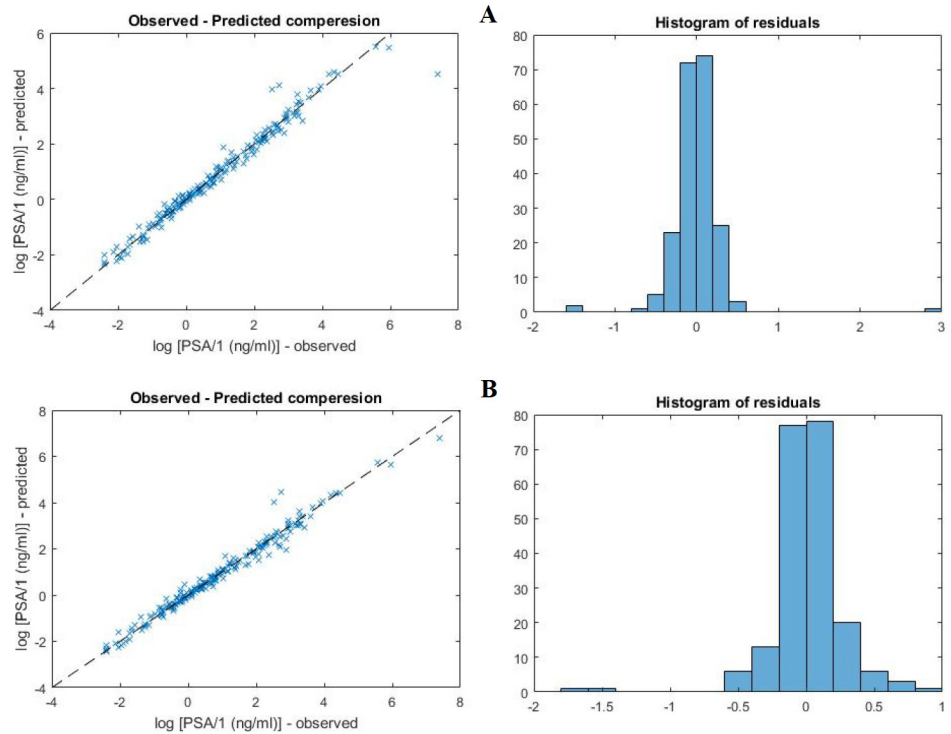 A
Observed - Predicted comperesion
6
4
2
0
-2
-4
-4 -2 0 2 4 6 8
log [PSA/1 (ng/ml)] - predicted
log [PSA/1 (ng/ml)] - observed
Histogram of residuals
80
70
60
50
40
30
20
10
0
-2 -1 0 1 2 3
B
Observed - Predicted comperesion
8
6
4
2
0
-2
-4
-4 -2 0 2 4 6 8
log [PSA/1 (ng/ml)] - predicted
log [PSA/1 (ng/ml)] - observed
Histogram of residuals
80
70
60
50
40
30
20
10
0
-2 -1.5 -1 -0.5 0 0.5 1